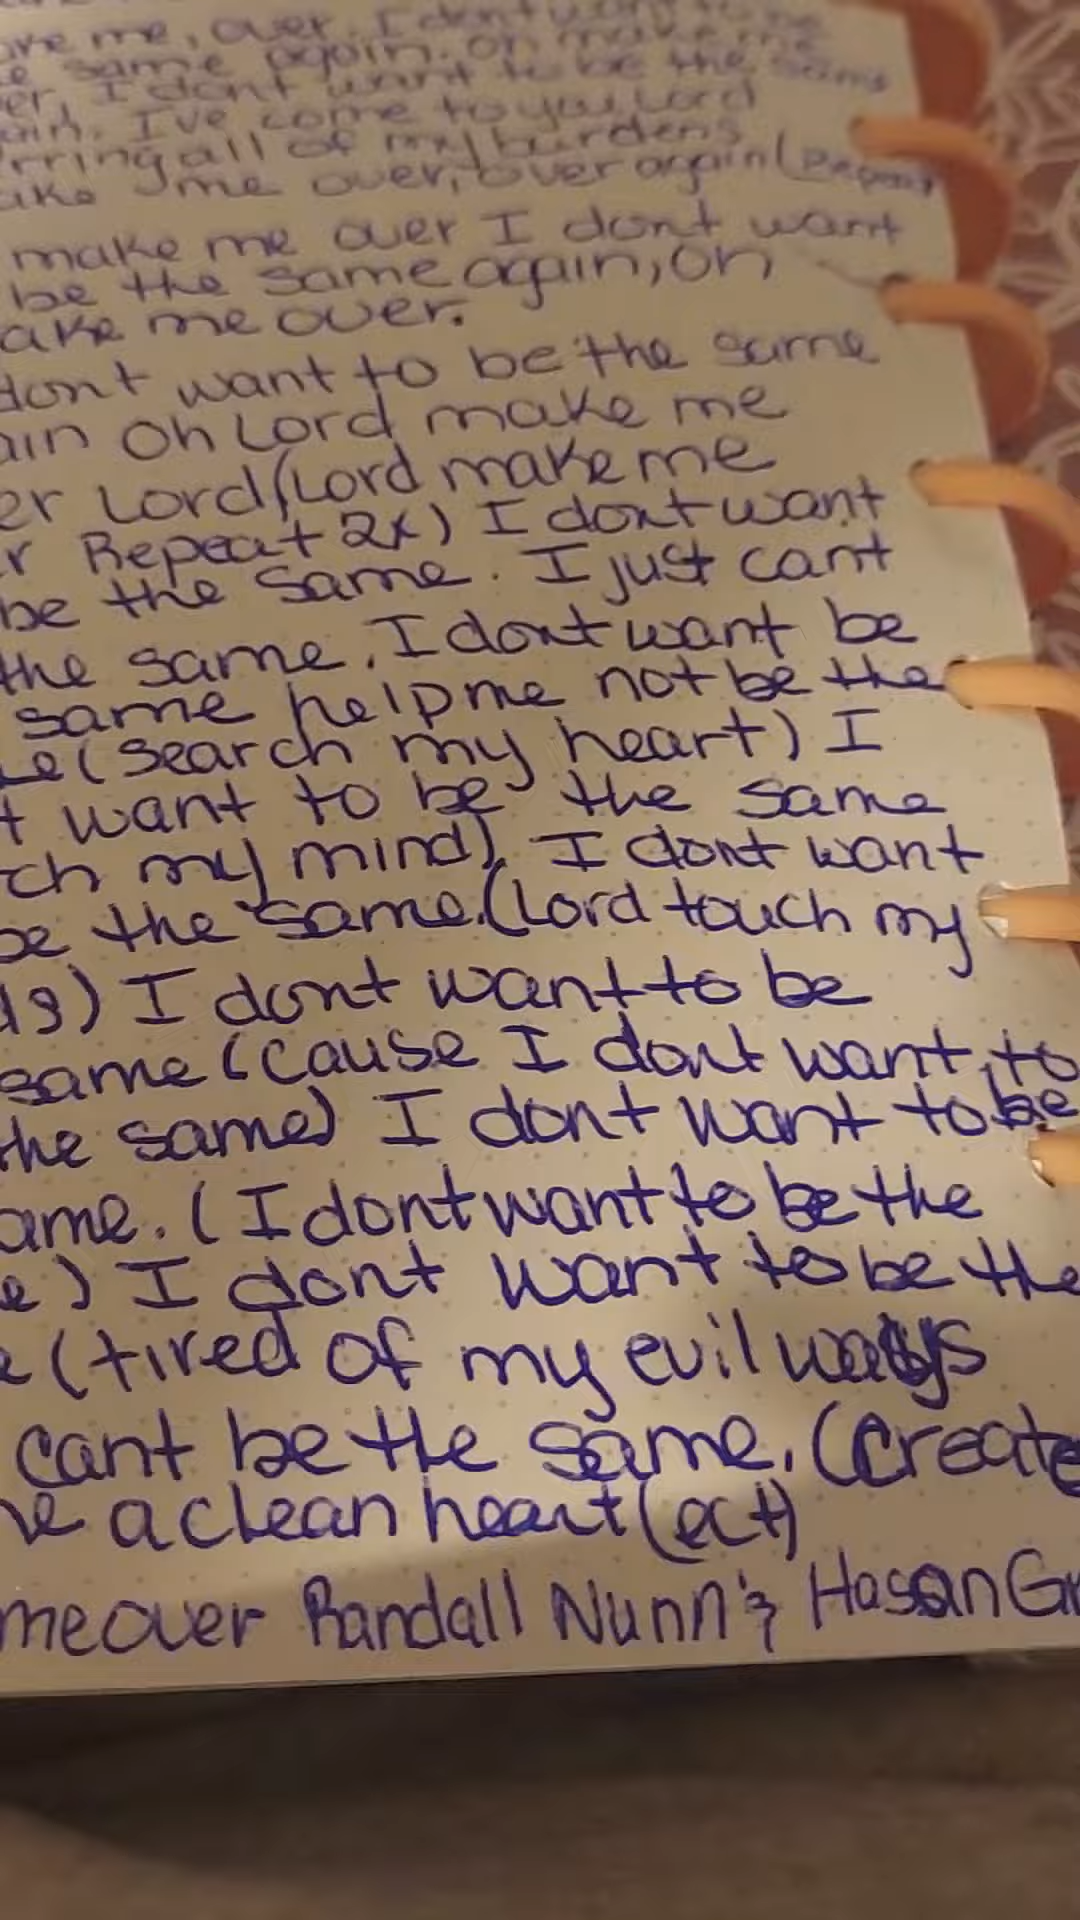 me, over, I dont want to be
same again. Oh make me
er, I dont want to be the same
ain. I've come to you Lord
rring all of my burdens
ake me over, over again (Repeat
make me over I dont want
be the same again, Oh,
ake me over.
dont want to be the same
ain Oh Lord make me
er Lord (Lord make me
r Repeat 2x) I dont want
be the same. I just cant
the same. I dont want be
same help me not be the
e (search my heart) I
t want to be the same
ch my mind) I dont want
be the same. (Lord touch my
ds) I dont want to be
same (cause I dont want to
the same) I dont want to be
ame. (I dont want to be the
e) I dont want to be the
e (tired of my evil ways
cant be the same. (Create
ne a clean heart (ect)
me over Randall Nunn & Hasan Gr